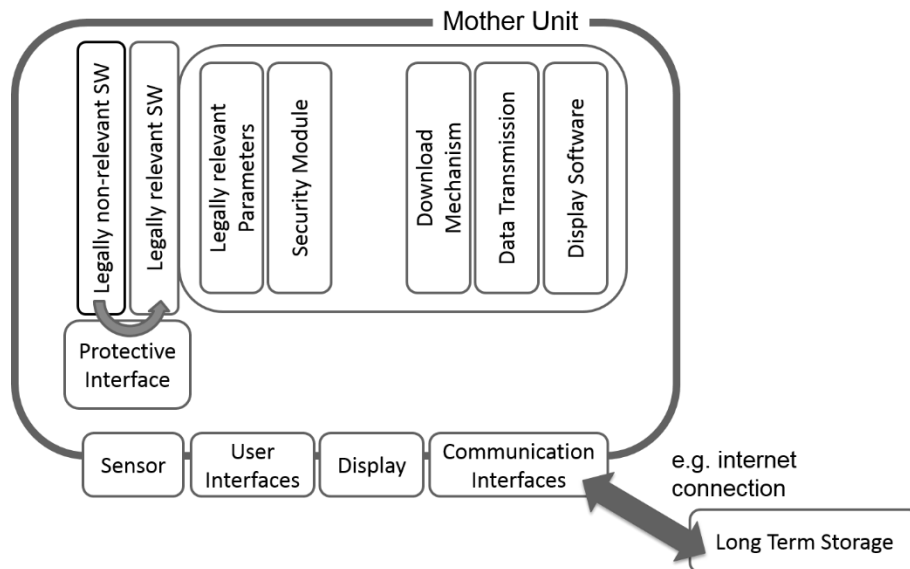 Mother Unit
Legally non-relevant SW
Legally relevant SW
Legally relevant
Parameters
Security Module
Download
Mechanism
Data Transmission
Display Software
Protective
Interface
Sensor
User
Interfaces
Display
Communication
Interfaces
e.g. internet
connection
Long Term Storage